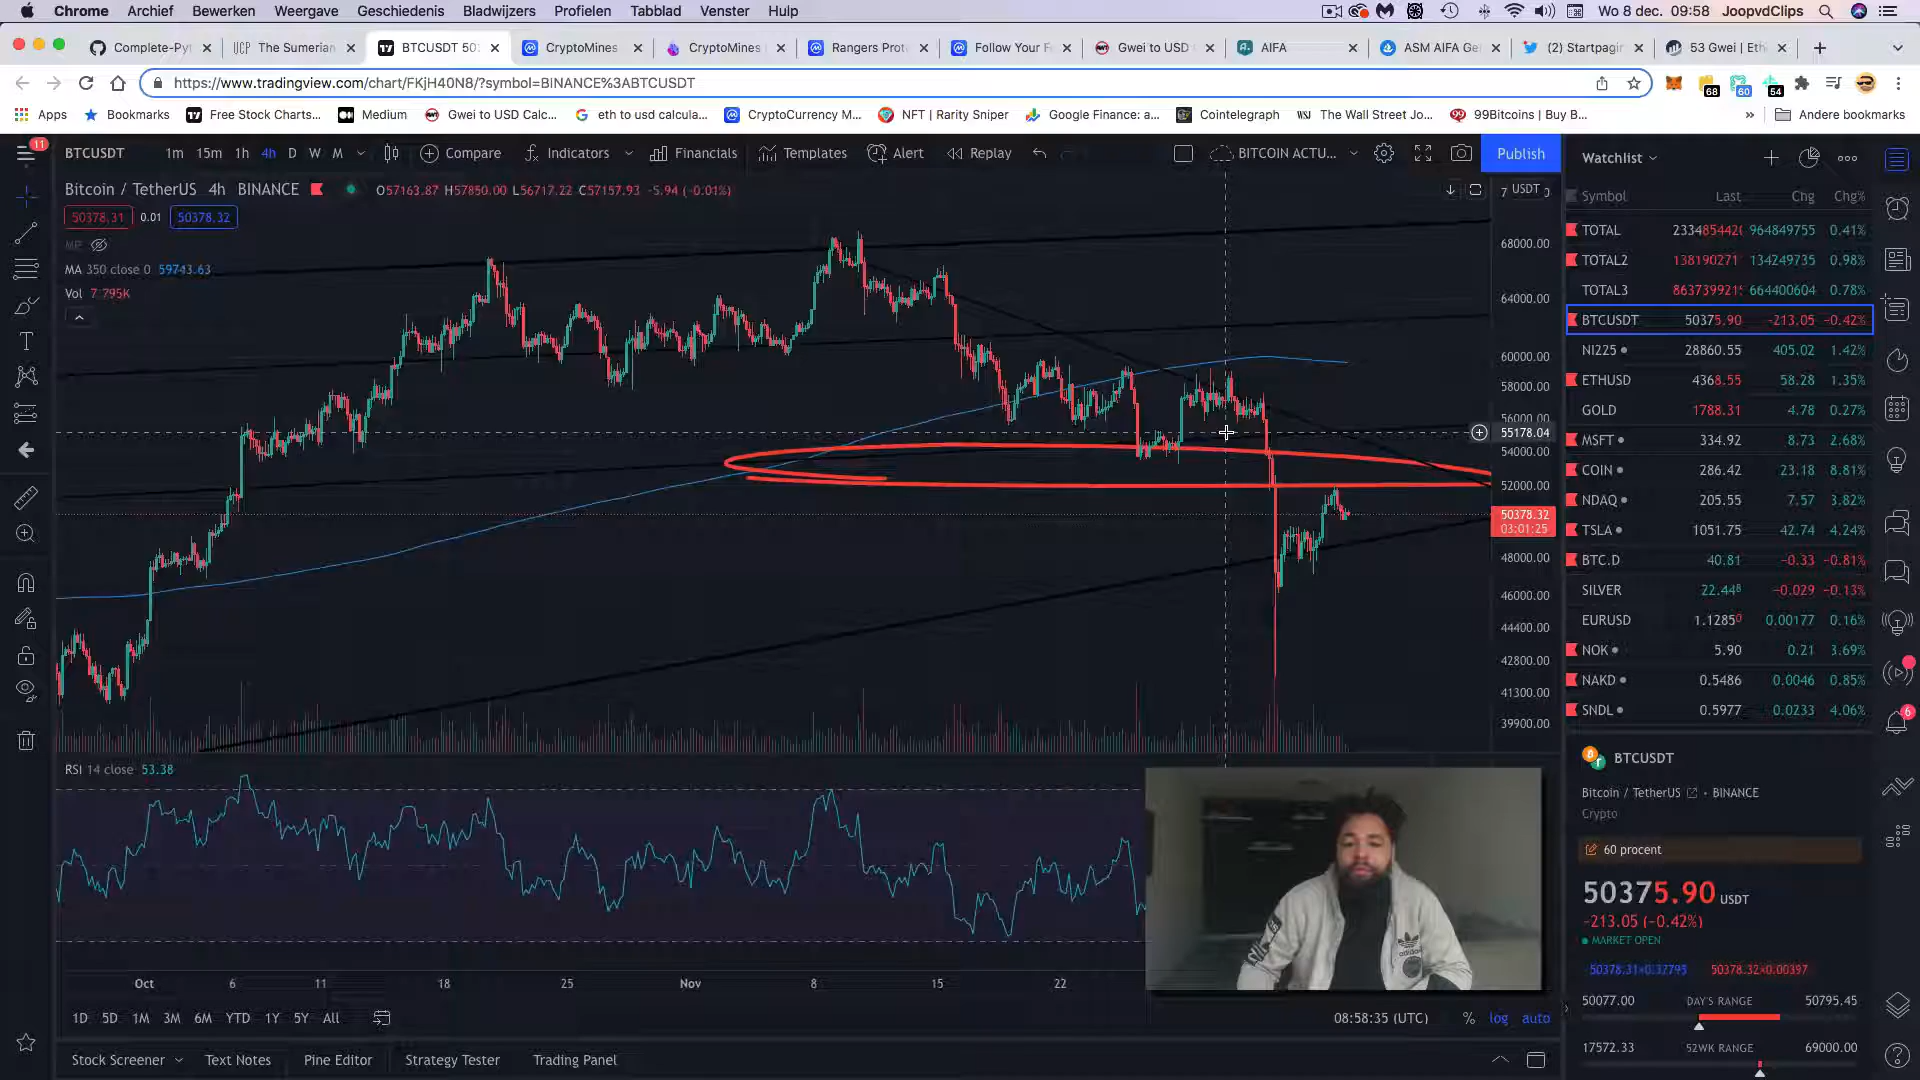 Chrome Archief Bewerken Weergave Geschiedenis Bladwijzers Profielen Tabblad Venster Hulp Wo 8 dec. 09:58 JoopvdClips
Complete-Py The Sumerian BTCUSDT 50 CryptoMines CryptoMines Rangers Prot Follow Your F Gwei to USD AIFA ASM AIFA Ge (2) Startpagin 53 Gwei | Eth
https://www.tradingview.com/chart/FKjH40N8/?symbol=BINANCE%3ABTCUSDT 68 60 54
Apps Bookmarks Free Stock Charts... Medium Gwei to USD Calc... eth to usd calcula... CryptoCurrency M... NFT | Rarity Sniper Google Finance: a... Cointelegraph The Wall Street Jo... 99Bitcoins | Buy B... » Andere bookmarks
11 BTCUSDT 1m 15m 1h 4h D W M Compare Indicators Financials Templates Alert Replay BITCOIN ACTU... Publish
Bitcoin / TetherUS 4h BINANCE O57163.87 H57850.00 L56717.22 C57157.93 -5.94 (-0.01%)
50378.31 0.01 50378.32
MP
MA 350 close 0 59743.63
Vol 7.795K
USDT
68000.00
64000.00
60000.00
58000.00
56000.00
55178.04
54000.00
52000.00
50378.32
03:01:25
48000.00
46000.00
44400.00
42800.00
41300.00
39900.00
RSI 14 close 53.38
Oct 6 11 18 25 Nov 8 15 22
1D 5D 1M 3M 6M YTD 1Y 5Y All 08:58:35 (UTC) % log auto
Stock Screener Text Notes Pine Editor Strategy Tester Trading Panel
Watchlist
Symbol Last Chg Chg%
TOTAL 964849755 0.41%
TOTAL2 134249735 0.98%
TOTAL3 664400604 0.78%
BTCUSDT 50375.90 -213.05 -0.42%
NI225 28860.55 405.02 1.42%
ETHUSD 4368.55 58.28 1.35%
GOLD 1788.31 4.78 0.27%
MSFT 334.92 8.73 2.68%
COIN 286.42 23.18 8.81%
NDAQ 205.55 7.57 3.82%
TSLA 1051.75 42.74 4.24%
BTC.D 40.81 -0.33 -0.81%
SILVER 22.448 -0.029 -0.13%
EURUSD 1.12850 0.00177 0.16%
NOK 5.90 0.21 3.69%
NAKD 0.5486 0.0046 0.85%
SNDL 0.5977 0.0233 4.06%
6
BTCUSDT
Bitcoin / TetherUS • BINANCE
Crypto
60 procent
50375.90 USDT
-213.05 (-0.42%)
MARKET OPEN
50378.32×0.00397
50077.00 DAY'S RANGE 50795.45
17572.33 52WK RANGE 69000.00
adidas